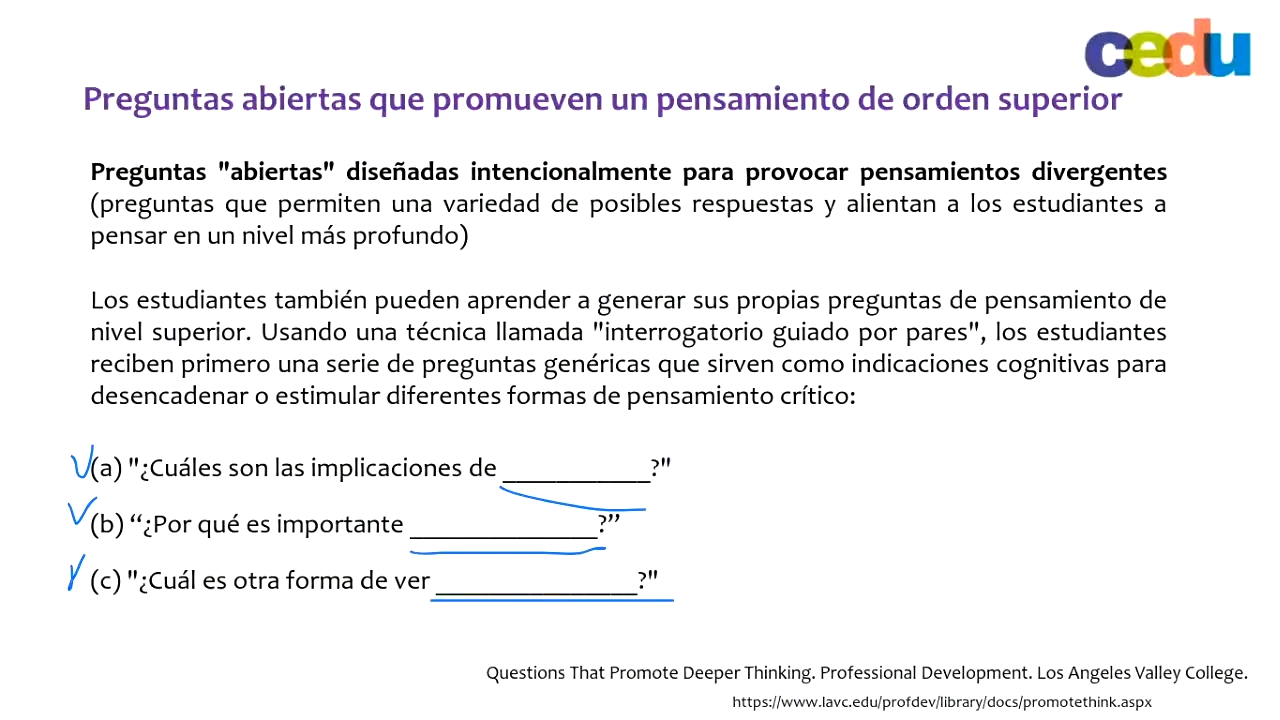 cedu
Preguntas abiertas que promueven un pensamiento de orden superior
Preguntas "abiertas" diseñadas intencionalmente para provocar pensamientos divergentes
(preguntas que permiten una variedad de posibles respuestas y alientan a los estudiantes a
pensar en un nivel más profundo)
Los estudiantes también pueden aprender a generar sus propias preguntas de pensamiento de
nivel superior. Usando una técnica llamada "interrogatorio guiado por pares", los estudiantes
reciben primero una serie de preguntas genéricas que sirven como indicaciones cognitivas para
desencadenar o estimular diferentes formas de pensamiento crítico:
(a) "¿Cuáles son las implicaciones de ___________?"
(b) “¿Por qué es importante ______________?”
(c) "¿Cuál es otra forma de ver _______________?"
Questions That Promote Deeper Thinking. Professional Development. Los Angeles Valley College.
https://www.lavc.edu/profdev/library/docs/promotethink.aspx